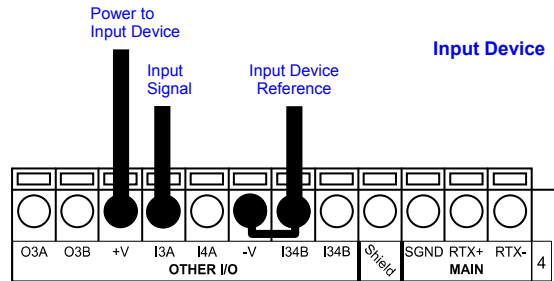 Power to
Input Device
Input Device
Input
Signal
Input Device
Reference
O3A O3B +V I3A I4A -V I34B I34B Shield SGND RTX+ RTX- 4
OTHER I/O MAIN